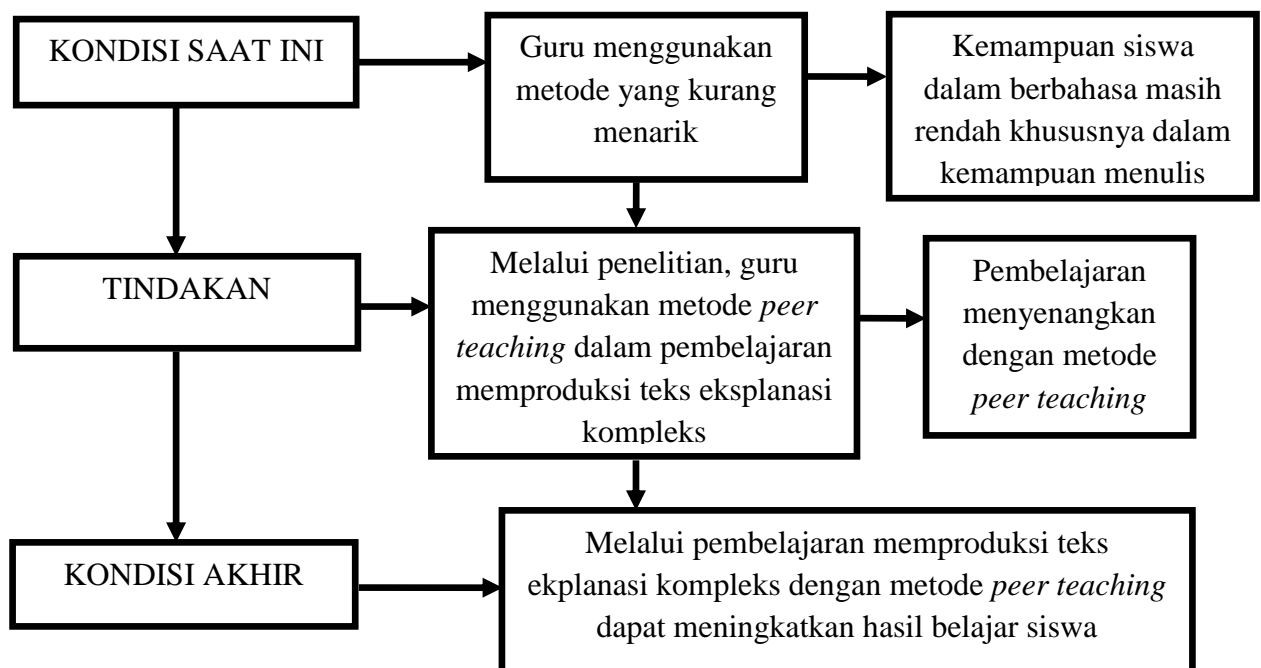 KONDISI SAAT INI
Guru menggunakan
metode yang kurang
menarik
Kemampuan siswa
dalam berbahasa masih
rendah khususnya dalam
kemampuan menulis
TINDAKAN
Melalui penelitian, guru
menggunakan metode peer
teaching dalam pembelajaran
memproduksi teks eksplanasi
kompleks
Pembelajaran
menyenangkan
dengan metode
peer teaching
KONDISI AKHIR
Melalui pembelajaran memproduksi teks
ekplanasi kompleks dengan metode peer teaching
dapat meningkatkan hasil belajar siswa